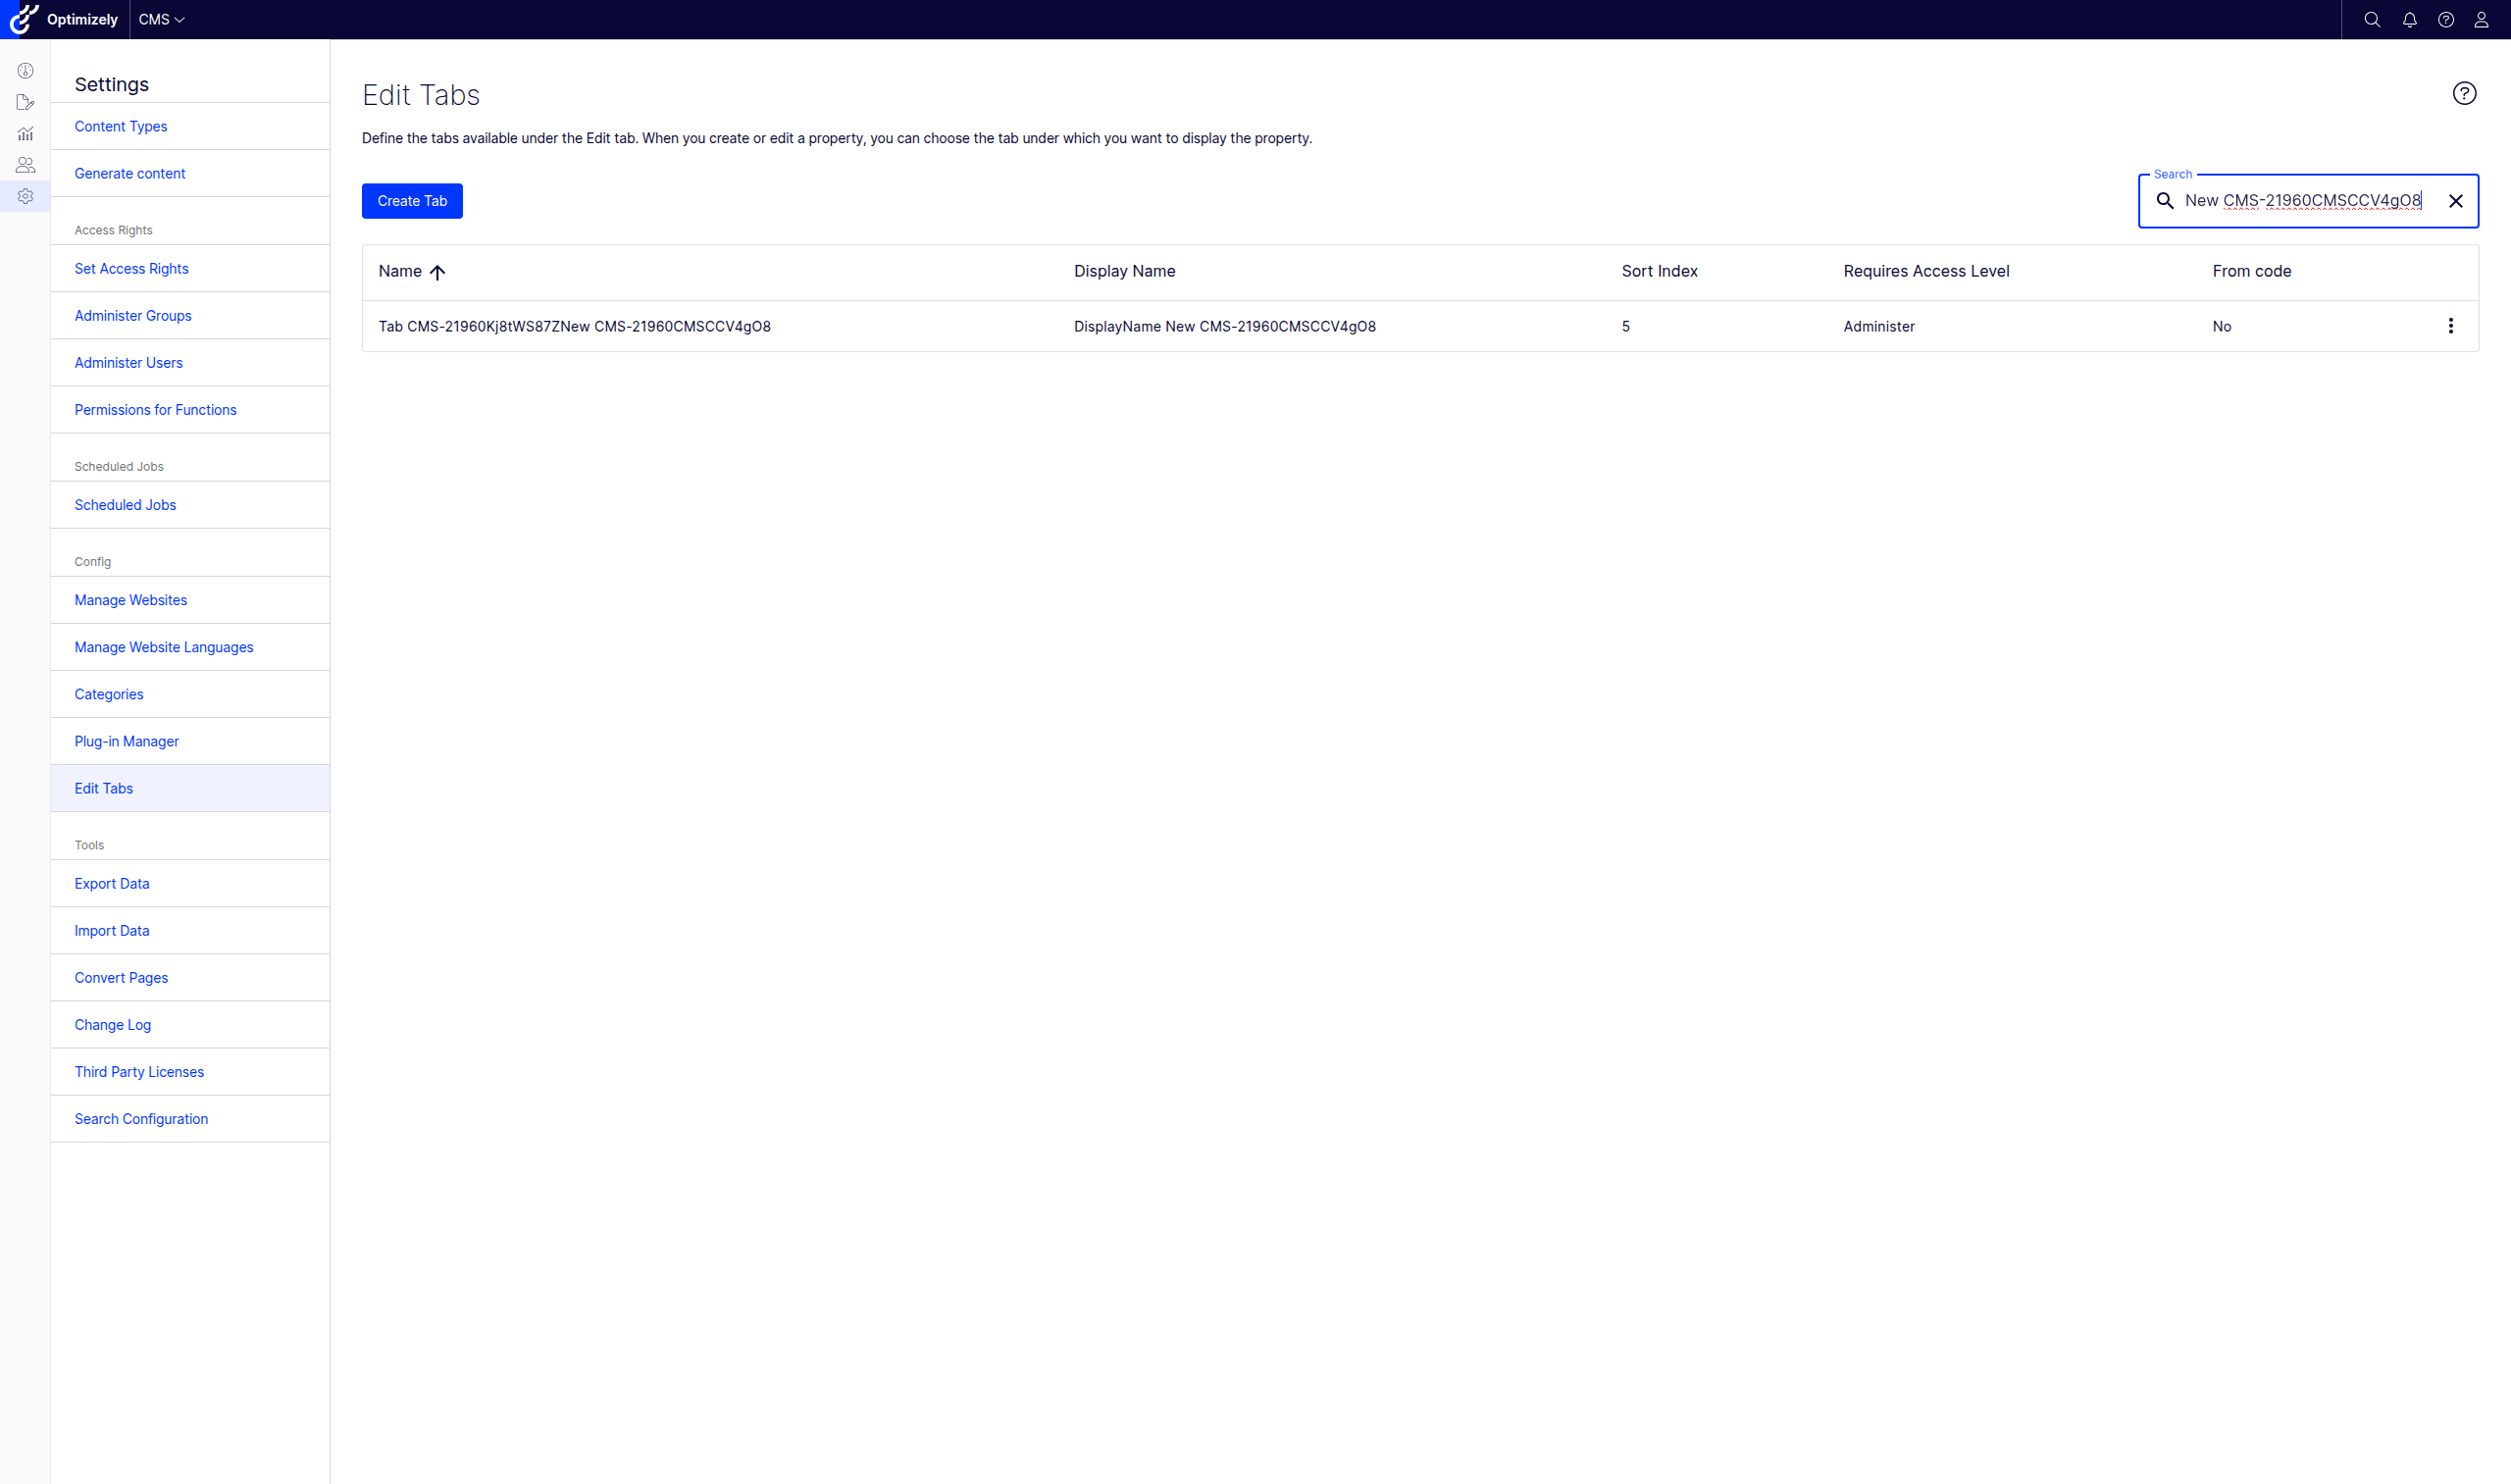 Optimizely
CMS
Settings
Content Types
Generate content
Access Rights
Set Access Rights
Administer Groups
Administer Users
Permissions for Functions
Scheduled Jobs
Scheduled Jobs
Config
Manage Websites
Manage Website Languages
Categories
Plug-in Manager
Edit Tabs
Tools
Export Data
Import Data
Convert Pages
Change Log
Third Party Licenses
Search Configuration
Edit Tabs
Define the tabs available under the Edit tab. When you create or edit a property, you can choose the tab under which you want to display the property.
Create Tab
Search
New CMS-21960CMSCCV4gO8
Name Display Name Sort Index Requires Access Level From code
Tab CMS-21960Kj8tWS87ZNew CMS-21960CMSCCV4gO8 DisplayName New CMS-21960CMSCCV4gO8 5 Administer No